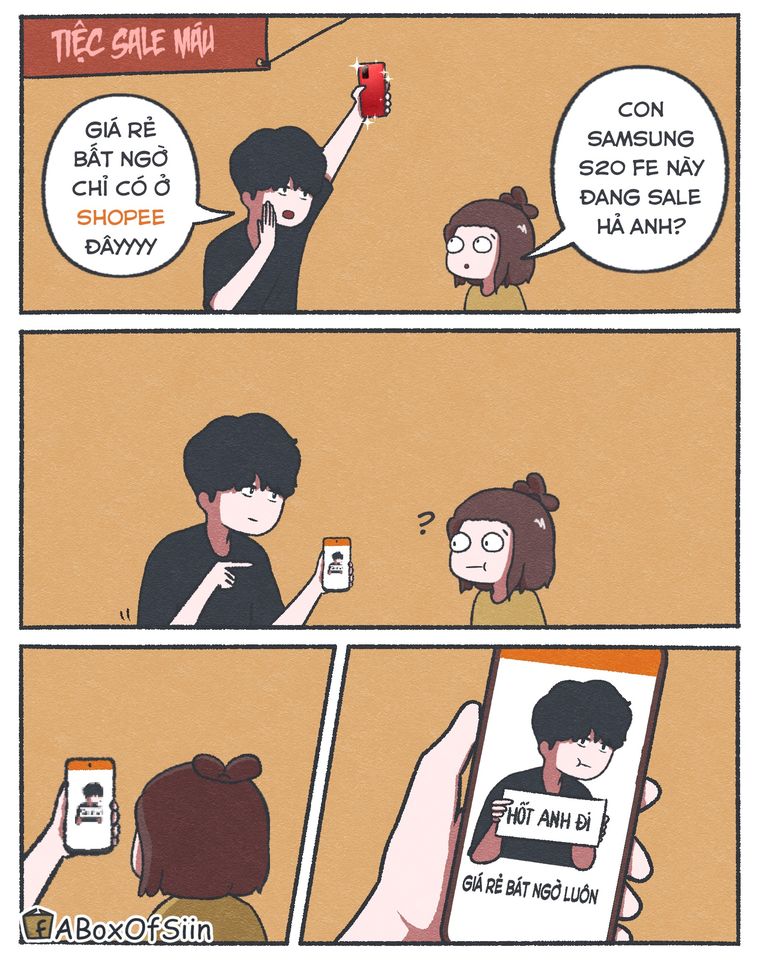 TIỆC SALE MÁU
GIÁ RẺ
BẤT NGỜ
CHỈ CÓ Ở
SHOPEE
ĐÂYYYY
CON
SAMSUNG
S20 FE NÀY
ĐANG SALE
HẢ ANH?
?
HỐT ANH ĐI
GIÁ RẺ BÁT NGỜ LUÔN
f ABoxOfSiin